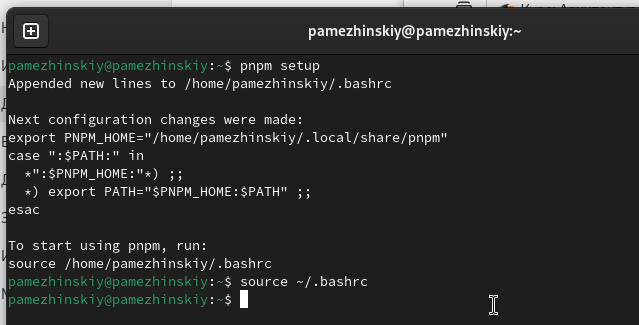 pamezhinskiy@pamezhinskiy:~
pamezhinskiy@pamezhinskiy:~$ pnpm setup
Appended new lines to /home/pamezhinskiy/.bashrc

Next configuration changes were made:
export PNPM_HOME="/home/pamezhinskiy/.local/share/pnpm"
case ":$PATH:" in
  *":$PNPM_HOME:"*) ;;
  *) export PATH="$PNPM_HOME:$PATH" ;;
esac

To start using pnpm, run:
source /home/pamezhinskiy/.bashrc
pamezhinskiy@pamezhinskiy:~$ source ~/.bashrc
pamezhinskiy@pamezhinskiy:~$